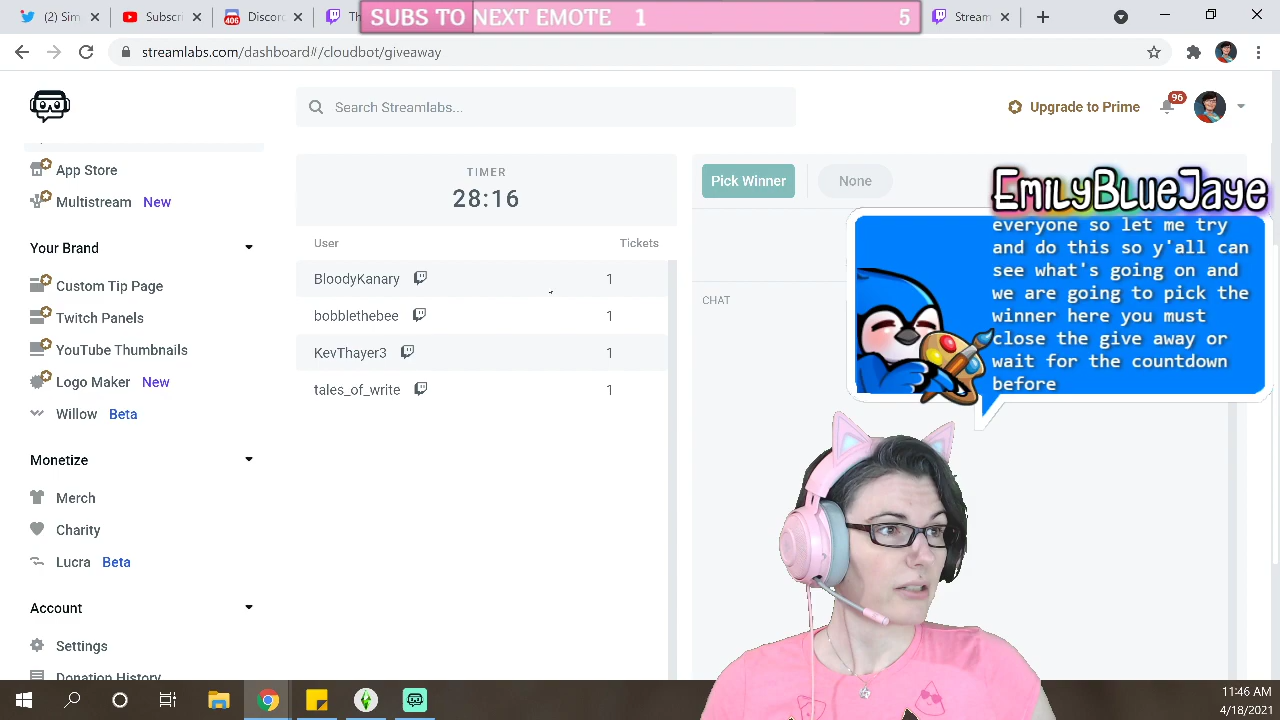 (2) An
Subscri
406
Discor
Th
SUBS TO NEXT EMOTE 1 5
Stream
streamlabs.com/dashboard#/cloudbot/giveaway
Search Streamlabs...
Upgrade to Prime
96
App Store
Multistream New
Your Brand
Custom Tip Page
Twitch Panels
YouTube Thumbnails
Logo Maker New
Willow Beta
Monetize
Merch
Charity
Lucra Beta
Account
Settings
Donation History
TIMER
28:16
User Tickets
BloodyKanary 1
bobblethebee 1
KevThayer3 1
tales_of_write 1
Pick Winner None
CHAT
EmilyBlueJaye
everyone so let me try
and do this so y'all can
see what's going on and
we are going to pick the
winner here you must
close the give away or
wait for the countdown
before
11:46 AM
4/18/2021